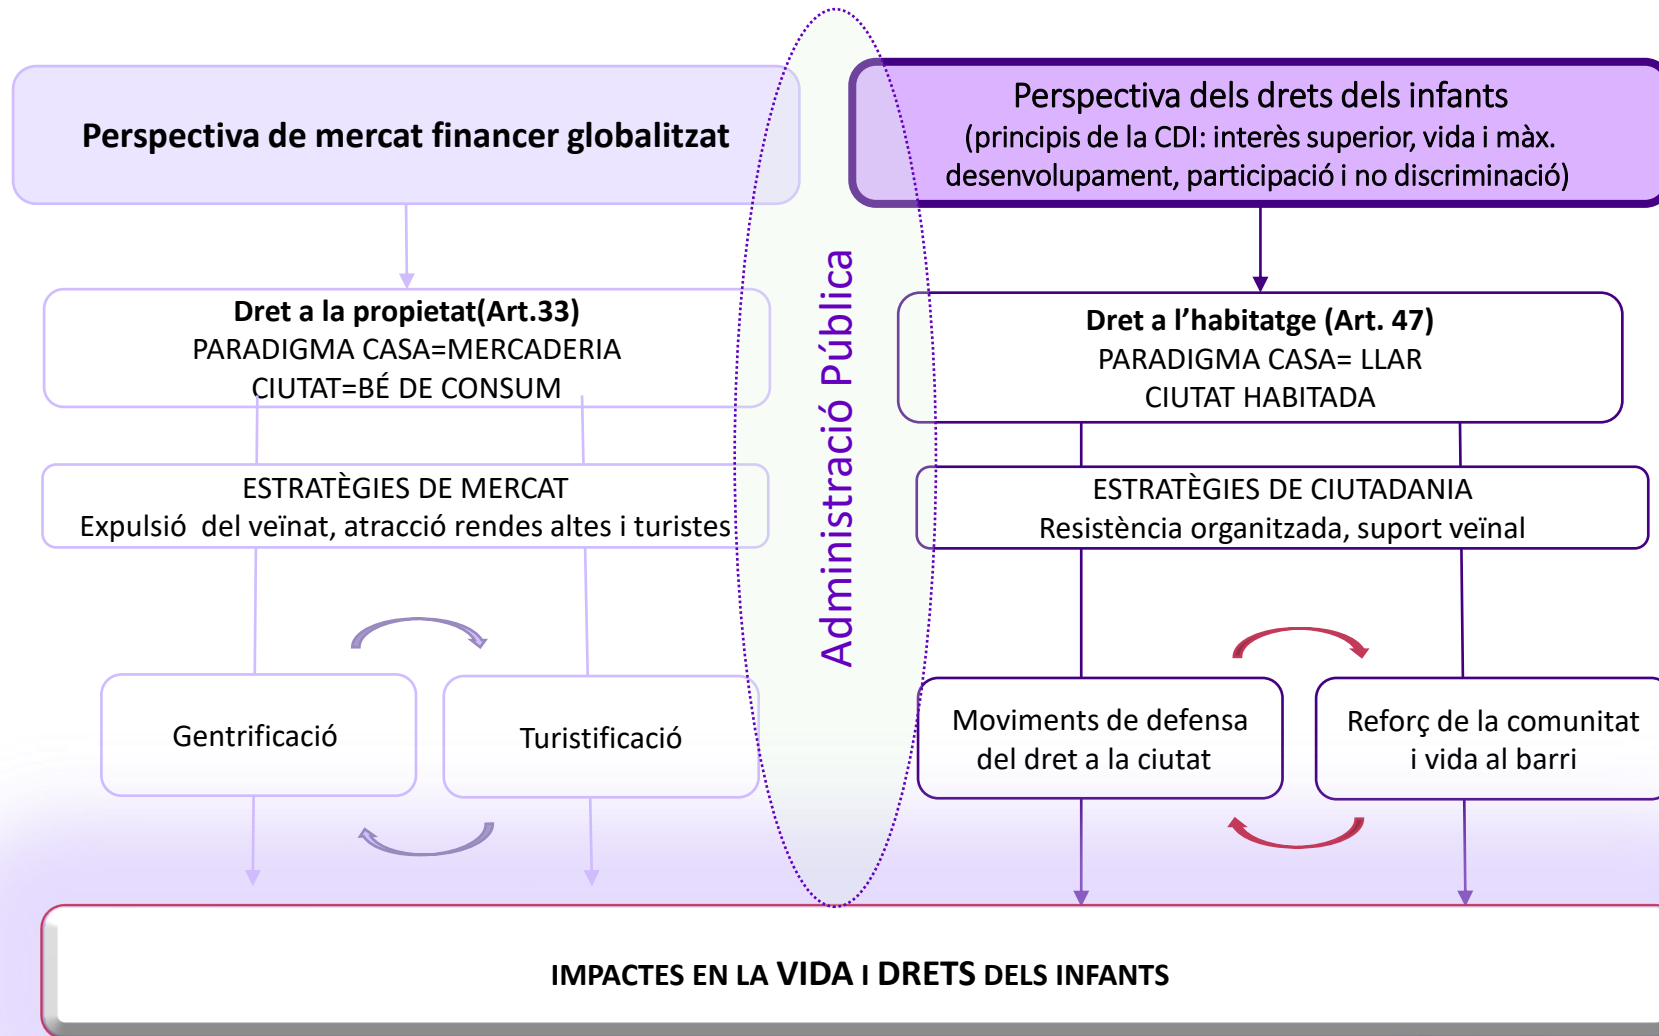 Perspectiva de mercat financer globalitzat
Perspectiva dels drets dels infants
(principis de la CDI: interès superior, vida i màx.
desenvolupament, participació i no discriminació)
Dret a la propietat(Art.33)
PARADIGMA CASA=MERCADERIA
CIUTAT=BÉ DE CONSUM
Administració Pública
Dret a l’habitatge (Art. 47)
PARADIGMA CASA= LLAR
CIUTAT HABITADA
ESTRATÈGIES DE MERCAT
Expulsió  del veïnat, atracció rendes altes i turistes
ESTRATÈGIES DE CIUTADANIA
Resistència organitzada, suport veïnal
Gentrificació
Turistificació
Moviments de defensa
del dret a la ciutat
Reforç de la comunitat
i vida al barri
IMPACTES EN LA VIDA I DRETS DELS INFANTS